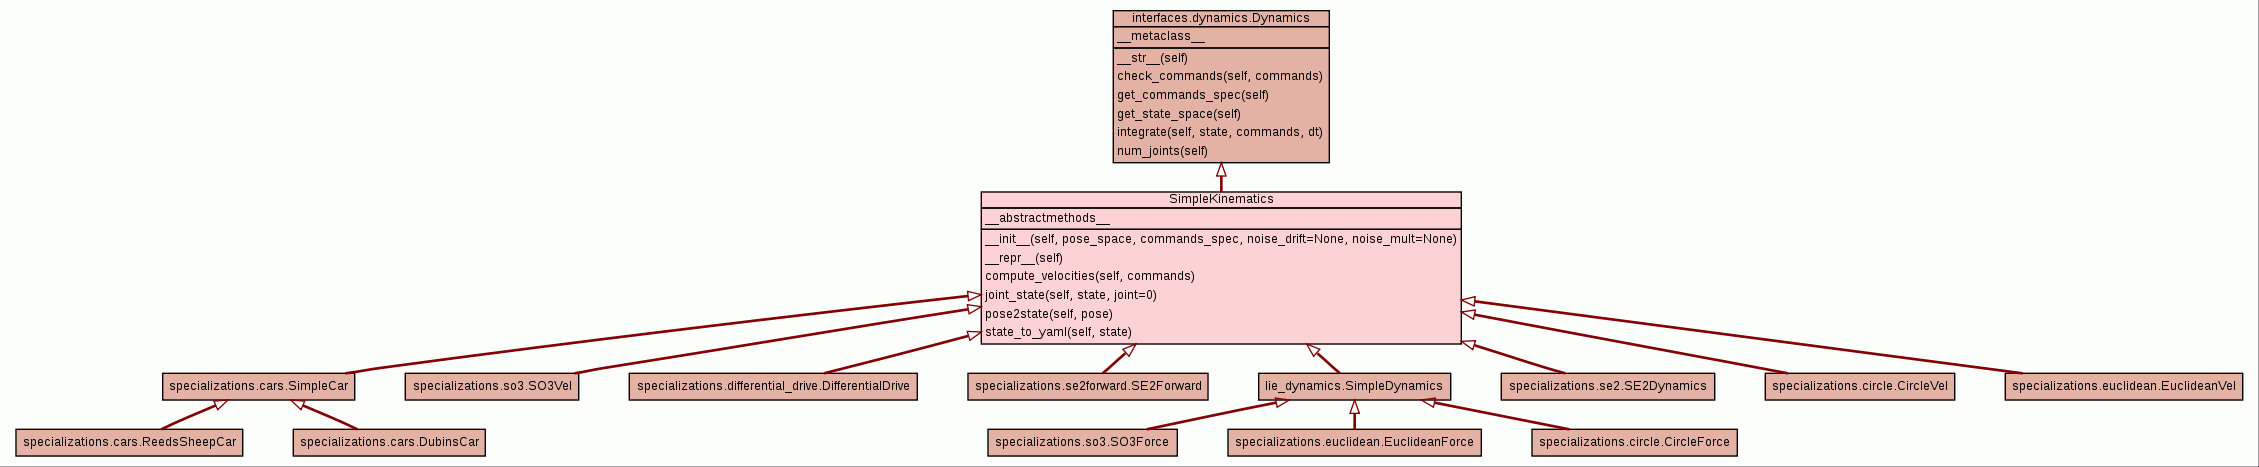 interfaces.dynamics.Dynamics
__metaclass__
__str__(self)
check_commands(self, commands)
get_commands_spec(self)
get_state_space(self)
integrate(self, state, commands, dt)
num_joints(self)
SimpleKinematics
__abstractmethods__
__init__(self, pose_space, commands_spec, noise_drift=None, noise_mult=None)
__repr__(self)
compute_velocities(self, commands)
joint_state(self, state, joint=0)
pose2state(self, pose)
state_to_yaml(self, state)
specializations.cars.SimpleCar
specializations.so3.SO3Vel
specializations.differential_drive.DifferentialDrive
specializations.se2forward.SE2Forward
lie_dynamics.SimpleDynamics
specializations.se2.SE2Dynamics
specializations.circle.CircleVel
specializations.euclidean.EuclideanVel
specializations.cars.ReedsSheepCar
specializations.cars.DubinsCar
specializations.so3.SO3Force
specializations.euclidean.EuclideanForce
specializations.circle.CircleForce